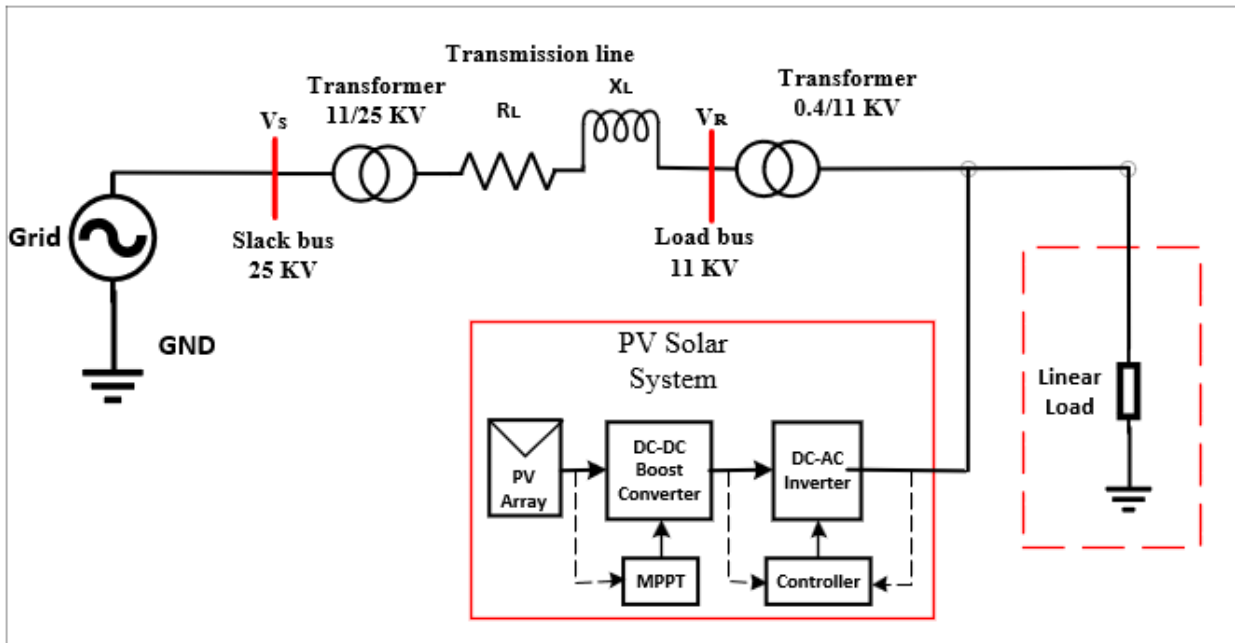 Transmission line
Transformer
11/25 KV
RL
XL
Transformer
0.4/11 KV
VS
VR
Grid
Slack bus
25 KV
Load bus
11 KV
GND
PV Solar
System
PV
Array
DC-DC
Boost
Converter
DC-AC
Inverter
MPPT
Controller
Linear
Load